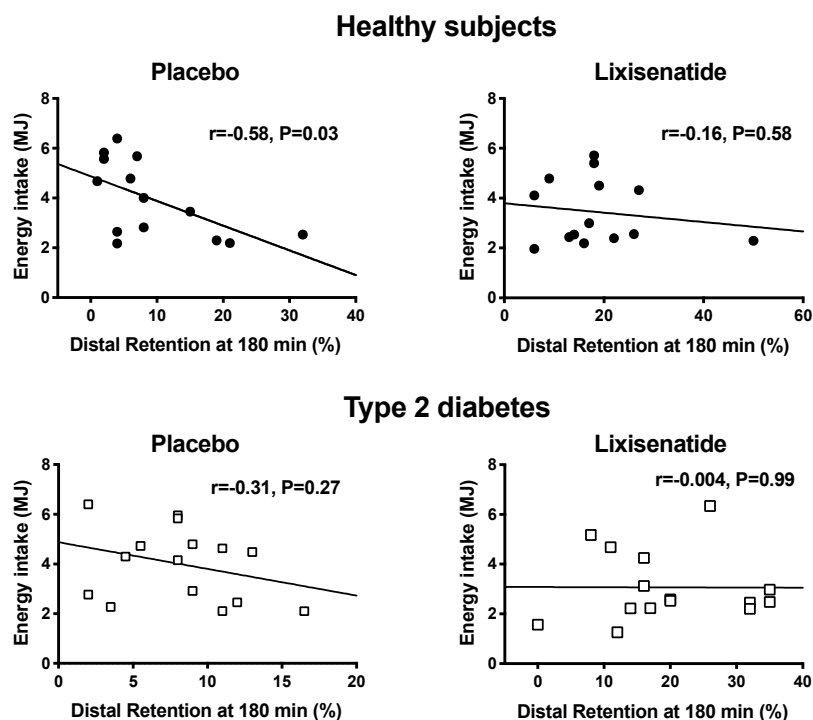 Healthy subjects
Placebo
r=-0.58, P=0.03
Energy intake (MJ)
8
6
4
2
0
0 10 20 30 40
Distal Retention at 180 min (%)
Lixisenatide
r=-0.16, P=0.58
Energy intake (MJ)
8
6
4
2
0
0 20 40 60
Distal Retention at 180 min (%)
Type 2 diabetes
Placebo
r=-0.31, P=0.27
Energy intake (MJ)
8
6
4
2
0
0 5 10 15 20
Distal Retention at 180 min (%)
Lixisenatide
r=-0.004, P=0.99
Energy intake (MJ)
8
6
4
2
0
0 10 20 30 40
Distal Retention at 180 min (%)